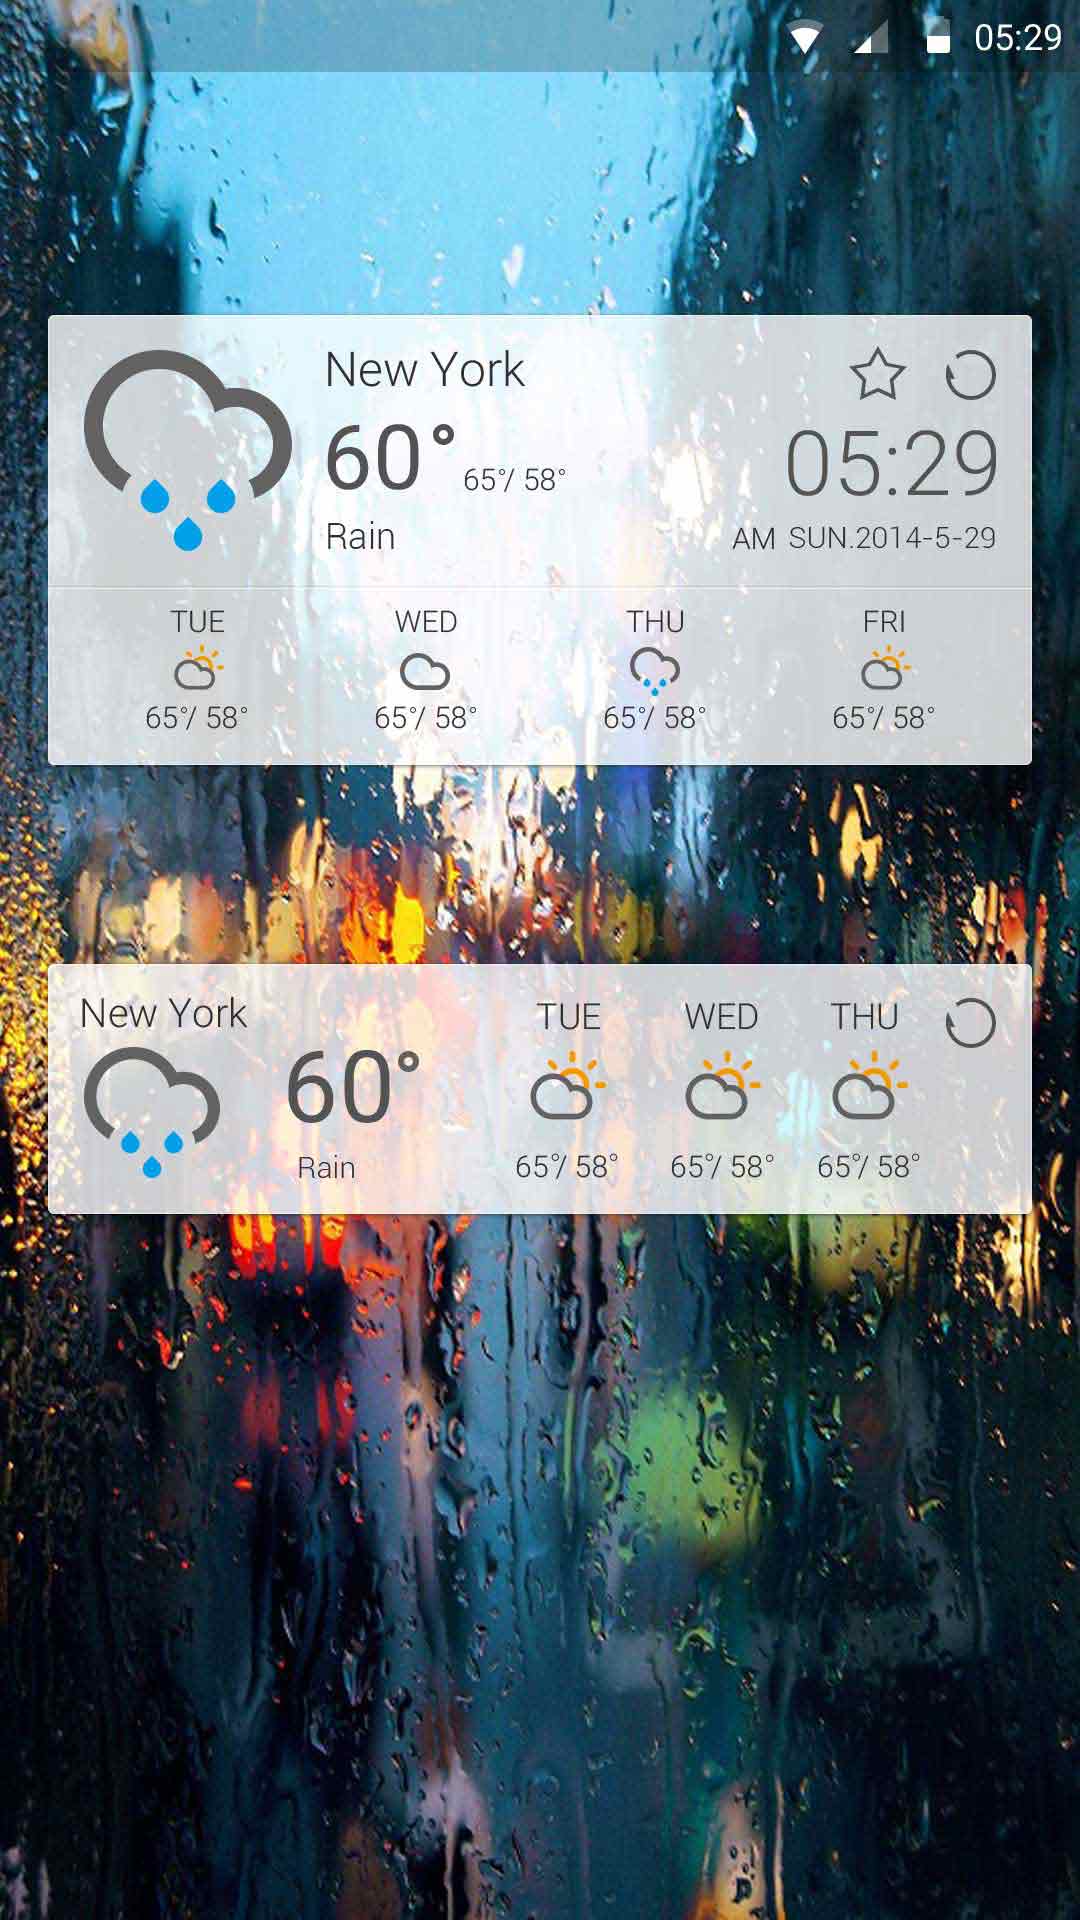 05:29
New York
60° 65°/ 58°
Rain
05:29
AM SUN.2014-5-29
TUE WED THU FRI
65°/ 58° 65°/ 58° 65°/ 58° 65°/ 58°
New York
60°
Rain
TUE WED THU
65°/ 58° 65°/ 58° 65°/ 58°